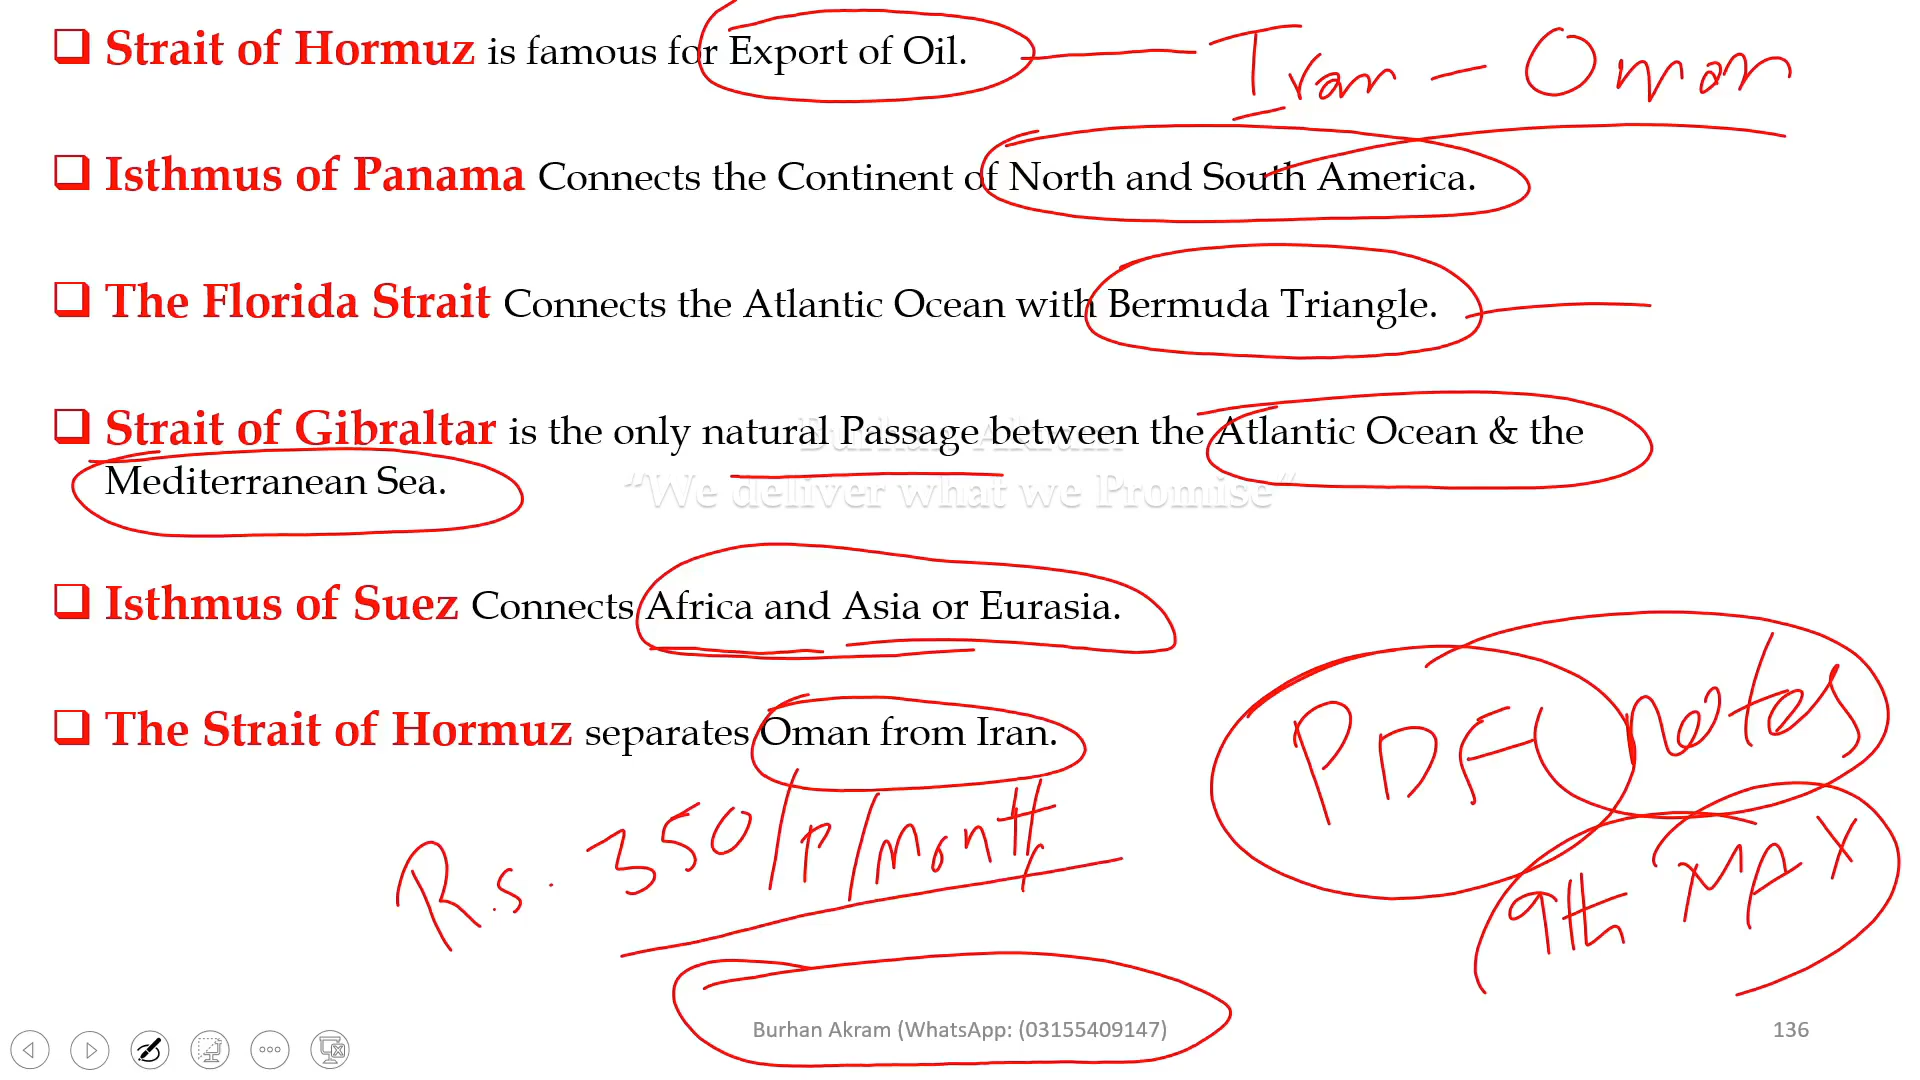 ❑ Strait of Hormuz is famous for Export of Oil. Iran - Oman
❑ Isthmus of Panama Connects the Continent of North and South America.
❑ The Florida Strait Connects the Atlantic Ocean with Bermuda Triangle.
❑ Strait of Gibraltar is the only natural Passage between the Atlantic Ocean & the
Mediterranean Sea.
Burhan Akram
"We deliver what we Promise"
❑ Isthmus of Suez Connects Africa and Asia or Eurasia.
❑ The Strait of Hormuz separates Oman from Iran.
PDF notes
Rs. 350/P/Month
9th MAX
Burhan Akram (WhatsApp: (03155409147)
136